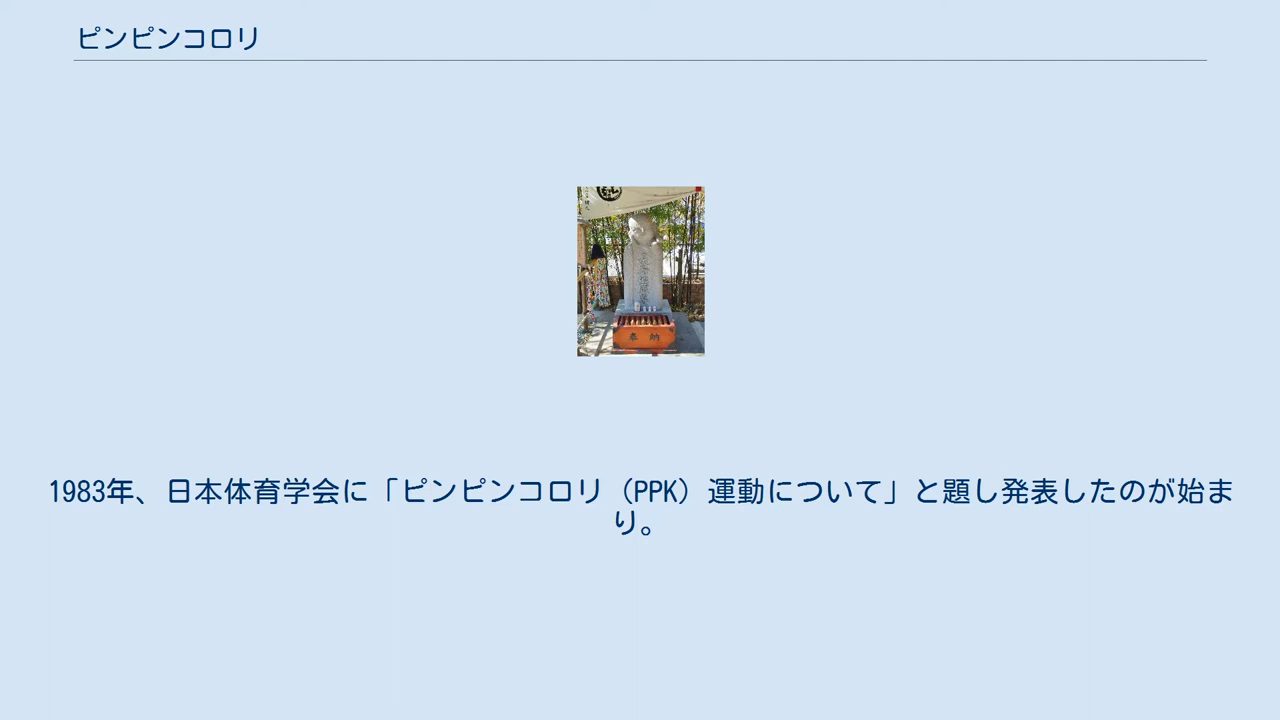 ピンピンコロリ
奉納
1983年、日本体育学会に「ピンピンコロリ（PPK）運動について」と題し発表したのが始ま
り。